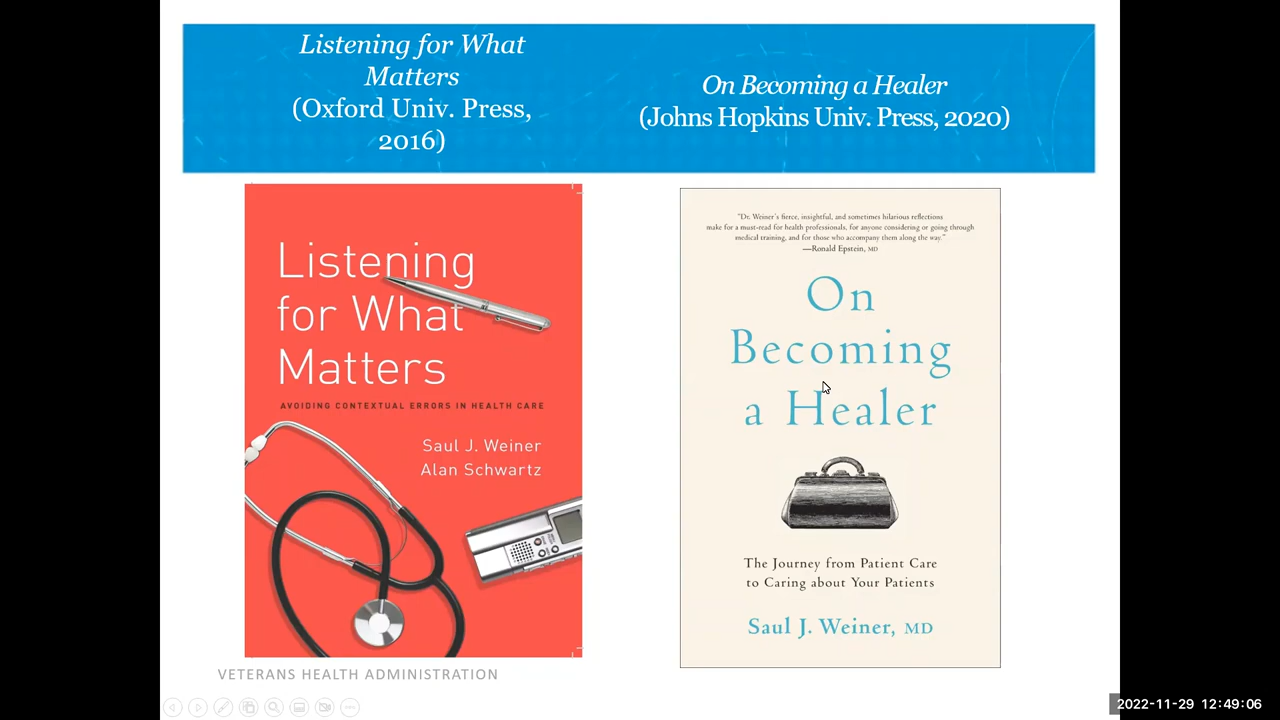 Listening for What
Matters
(Oxford Univ. Press,
2016)
On Becoming a Healer
(Johns Hopkins Univ. Press, 2020)
Listening
for What
Matters
AVOIDING CONTEXTUAL ERRORS IN HEALTH CARE
Saul J. Weiner
Alan Schwartz
"Dr. Weiner's fierce, insightful, and sometimes hilarious reflections
make for a must-read for health professionals, for anyone considering or going through
medical training, and for those who accompany them along the way."
—Ronald Epstein, MD
On
Becoming
a Healer
The Journey from Patient Care
to Caring about Your Patients
Saul J. Weiner, MD
VETERANS HEALTH ADMINISTRATION
2022-11-29 12:49:06